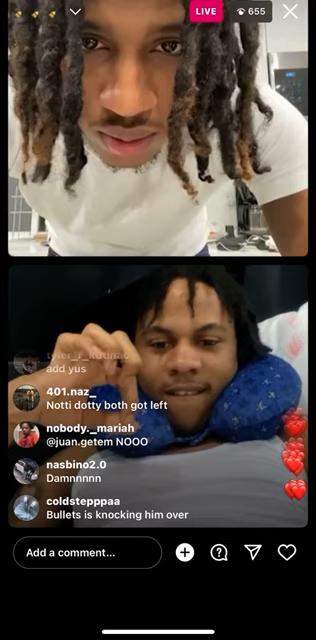 LIVE
655
tyler_r_kuunac
add yus
401.naz_
Notti dotty both got left
nobody._mariah
@juan.getem NOOO
nasbino2.0
Damnnnnn
coldstepppaa
Bullets is knocking him over
Add a comment...